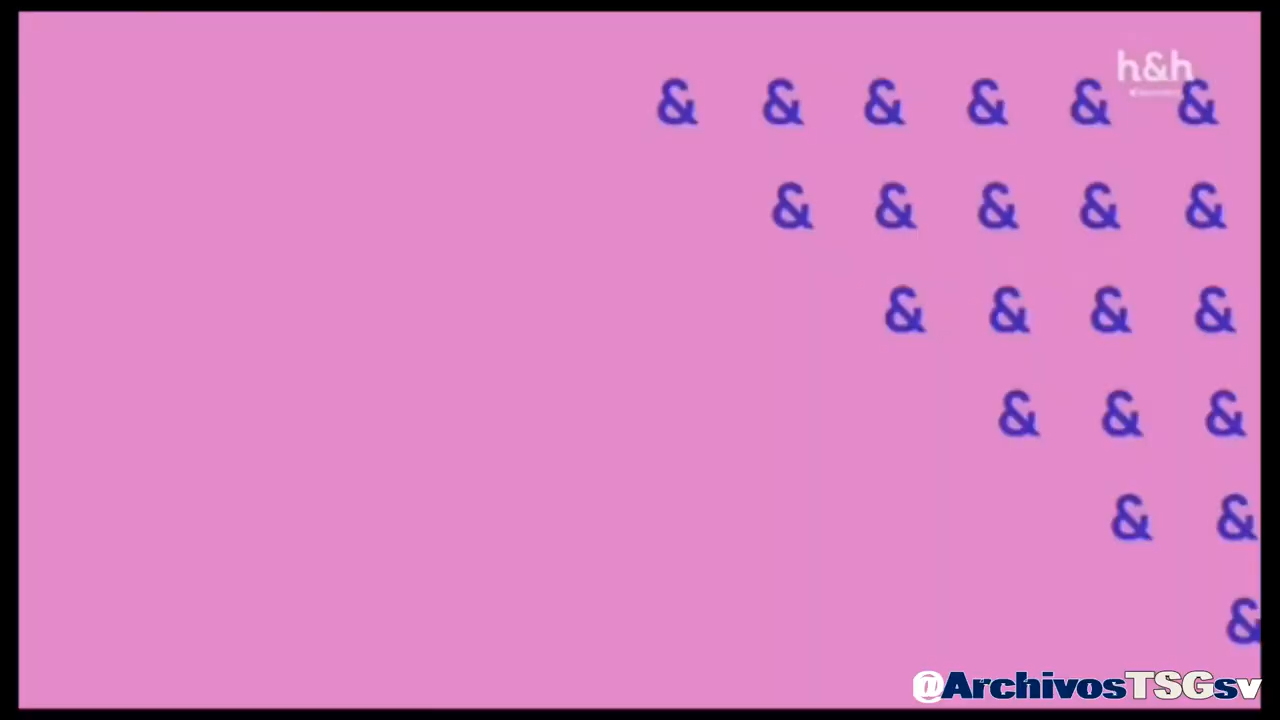 h&h
& & & & & &
& & & & &
& & & &
& & &
& &
&
@ArchivosTSGsv